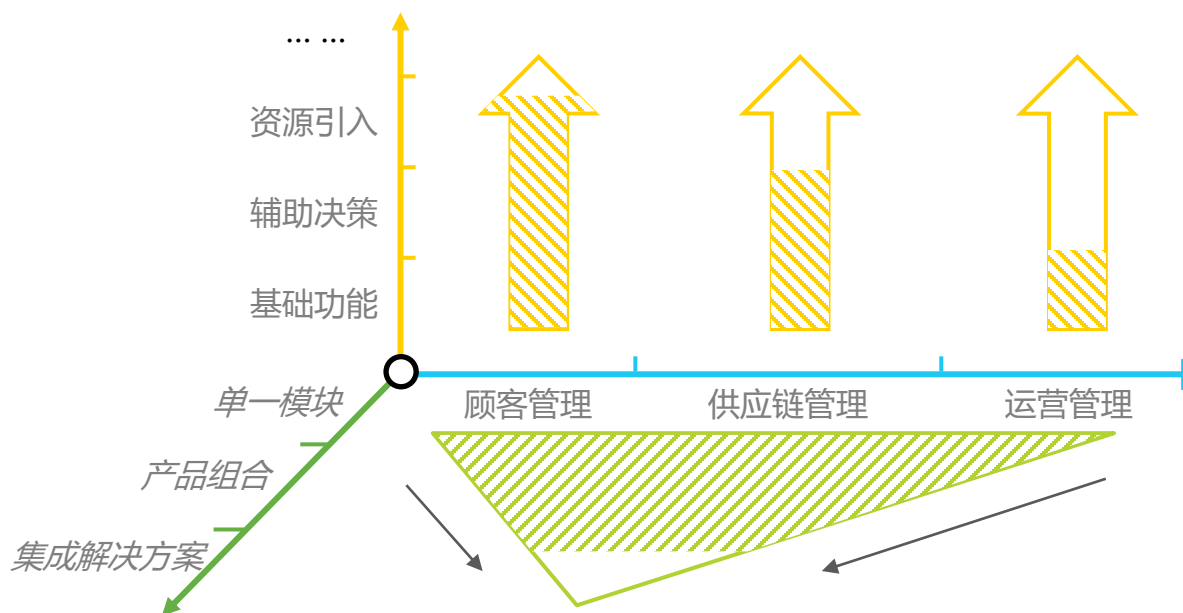 ... ...
资源引入
辅助决策
基础功能
单一模块
产品组合
集成解决方案
顾客管理
供应链管理
运营管理